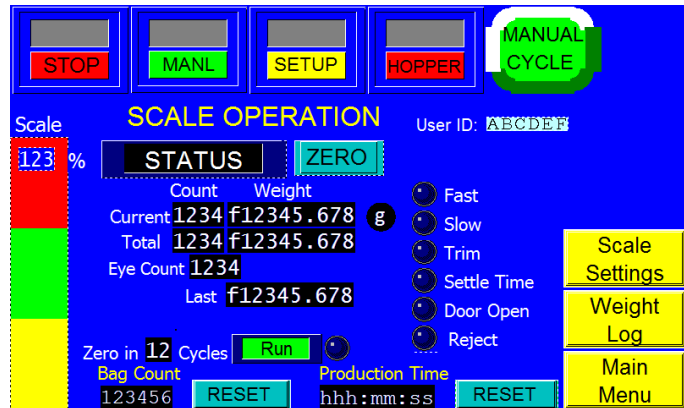 STOP MANL SETUP HOPPER MANUAL CYCLE
SCALE OPERATION
User ID: ABCDEF
Scale
123 % STATUS ZERO
Count Weight
Current 1234 f12345.678 g
Total 1234 f12345.678
Eye Count 1234
Last f12345.678
Fast
Slow
Trim
Settle Time
Door Open
Reject
Scale
Settings
Weight
Log
Main
Menu
Zero in 12 Cycles Run
Bag Count Production Time
123456 RESET hhh:mm:ss RESET